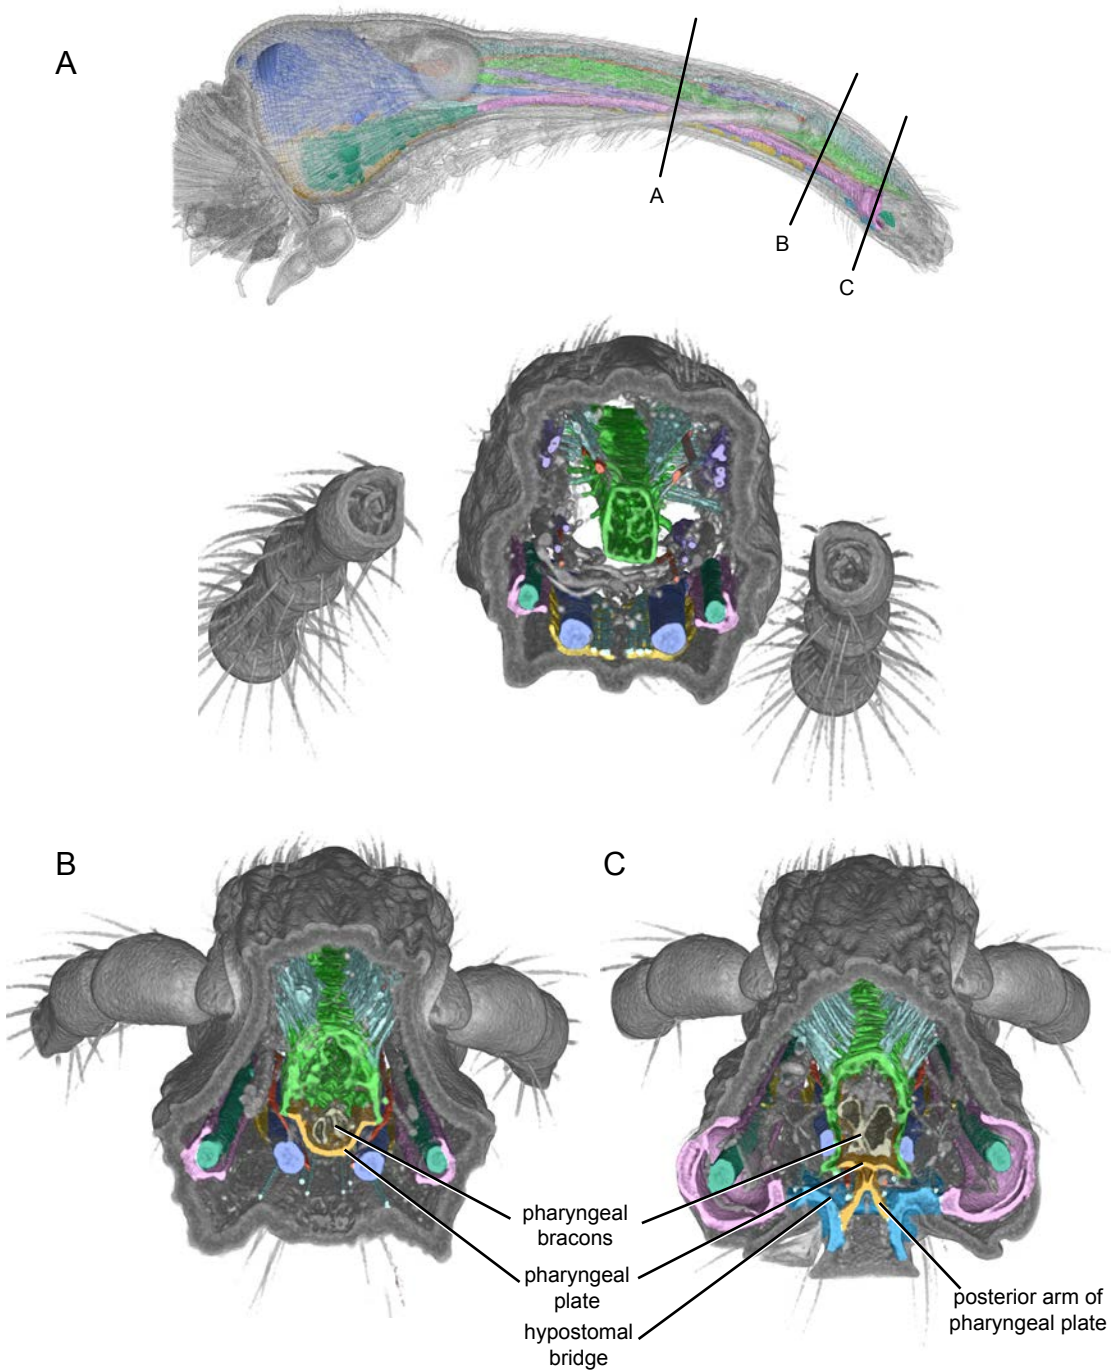 A
A
B
C
B
C
pharyngeal
bracons
pharyngeal
plate
hypostomal
bridge
posterior arm of
pharyngeal plate